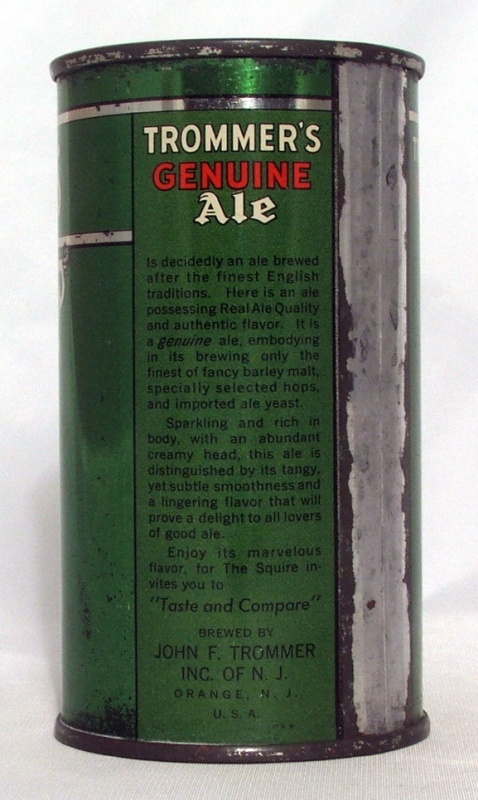 TROMMER'S
GENUINE
Ale
Is decidedly an ale brewed
after the finest English
traditions. Here is an ale
possessing Real Ale Quality
and authentic flavor. It is
a genuine ale, embodying
in its brewing only the
finest of fancy barley malt,
specially selected hops,
and imported ale yeast.
Sparkling and rich in
body, with an abundant
creamy head, this ale is
distinguished by its tangy,
yet subtle smoothness and
a lingering flavor that will
prove a delight to all lovers
of good ale.
Enjoy its marvelous
flavor, for The Squire in-
vites you to
"Taste and Compare"
BREWED BY
JOHN F. TROMMER
INC. OF N. J.
ORANGE, N. J.
U. S. A.